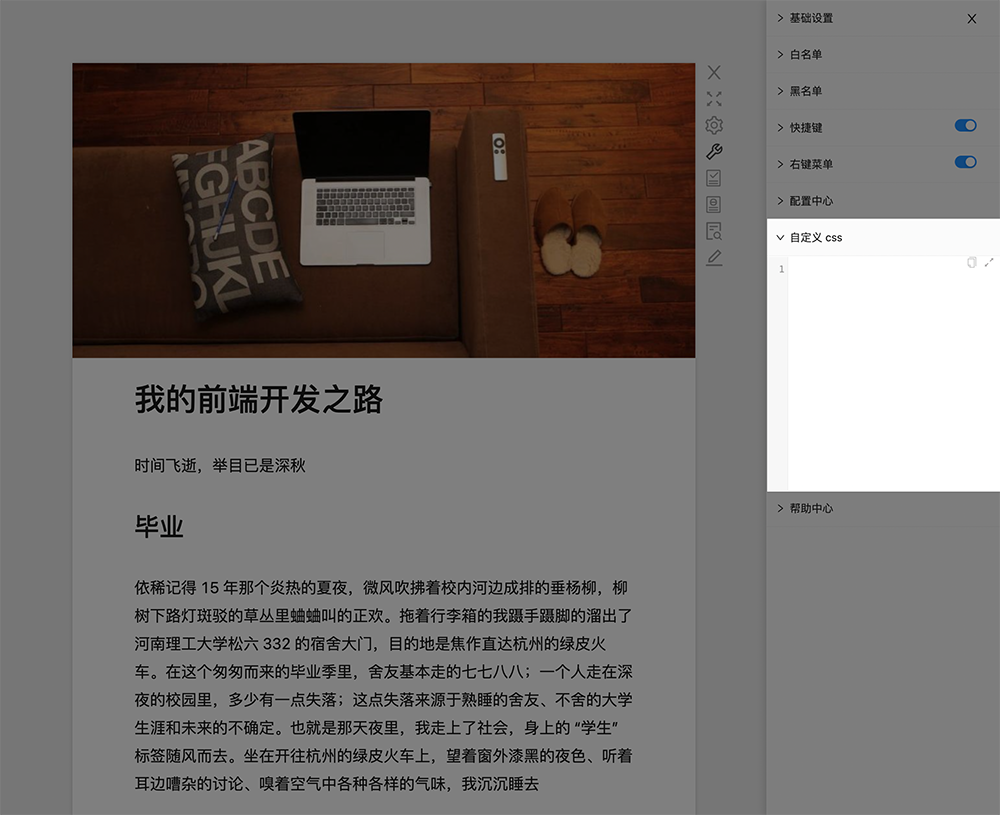 ABCDE
FGHIJKL
我的前端开发之路
时间飞逝，举目已是深秋
毕业
依稀记得 15 年那个炎热的夏夜，微风吹拂着校内河边成排的垂杨柳，柳
树下路灯斑驳的草丛里蛐蛐叫的正欢。拖着行李箱的我蹑手蹑脚的溜出了
河南理工大学松六 332 的宿舍大门，目的地是焦作直达杭州的绿皮火
车。在这个匆匆而来的毕业季里，舍友基本走的七七八八；一个人走在深
夜的校园里，多少有一点失落；这点失落来源于熟睡的舍友、不舍的大学
生涯和未来的不确定。也就是那天夜里，我走上了社会，身上的 “学生”
标签随风而去。坐在开往杭州的绿皮火车上，望着窗外漆黑的夜色、听着
耳边嘈杂的讨论、嗅着空气中各种各样的气味，我沉沉睡去
基础设置
白名单
黑名单
快捷键
右键菜单
配置中心
自定义 css
1
帮助中心